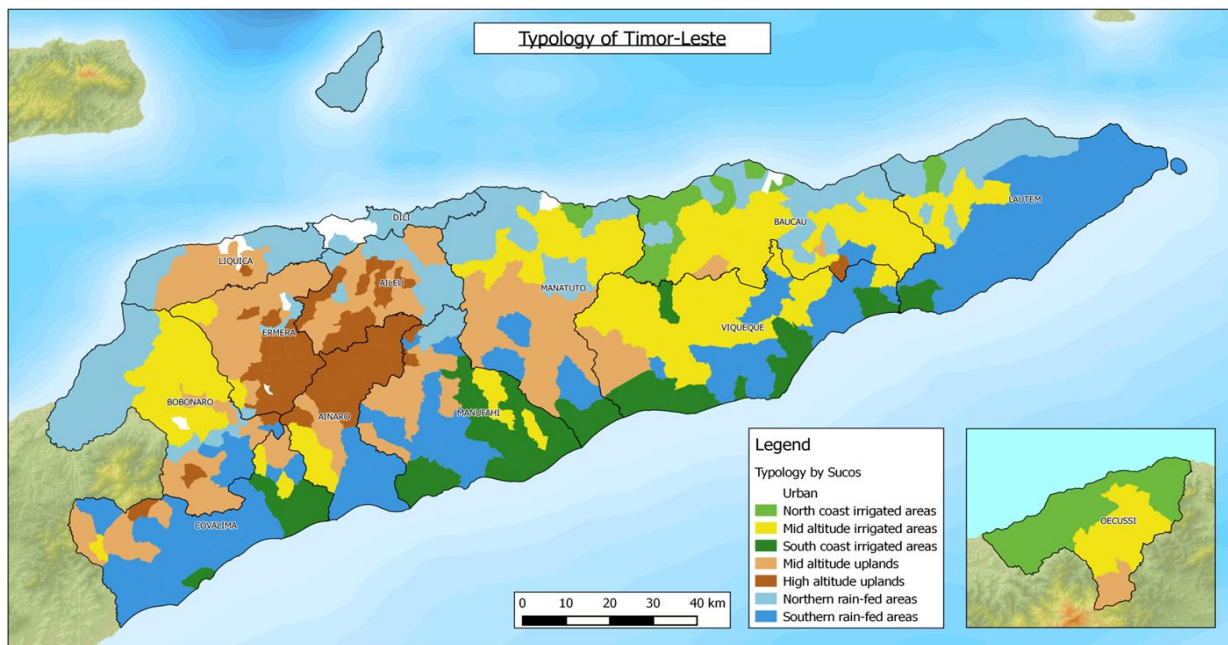 Typology of Timor-Leste
DILI
LAUTEM
BAUCAU
LIQUICA
AILEU
MANATUTO
ERMERA
VIQUEQUE
BOBONARO
AINARO
MANUFAHI
COVALIMA
Legend
Typology by Sucos
Urban
North coast irrigated areas
Mid altitude irrigated areas
South coast irrigated areas
Mid altitude uplands
High altitude uplands
Northern rain-fed areas
Southern rain-fed areas
0 10 20 30 40 km
OECUSSI